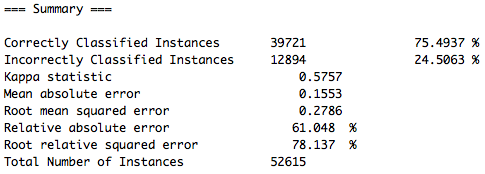 === Summary ===
Correctly Classified Instances 39721 75.4937 %
Incorrectly Classified Instances 12894 24.5063 %
Kappa statistic 0.5757
Mean absolute error 0.1553
Root mean squared error 0.2786
Relative absolute error 61.048 %
Root relative squared error 78.137 %
Total Number of Instances 52615